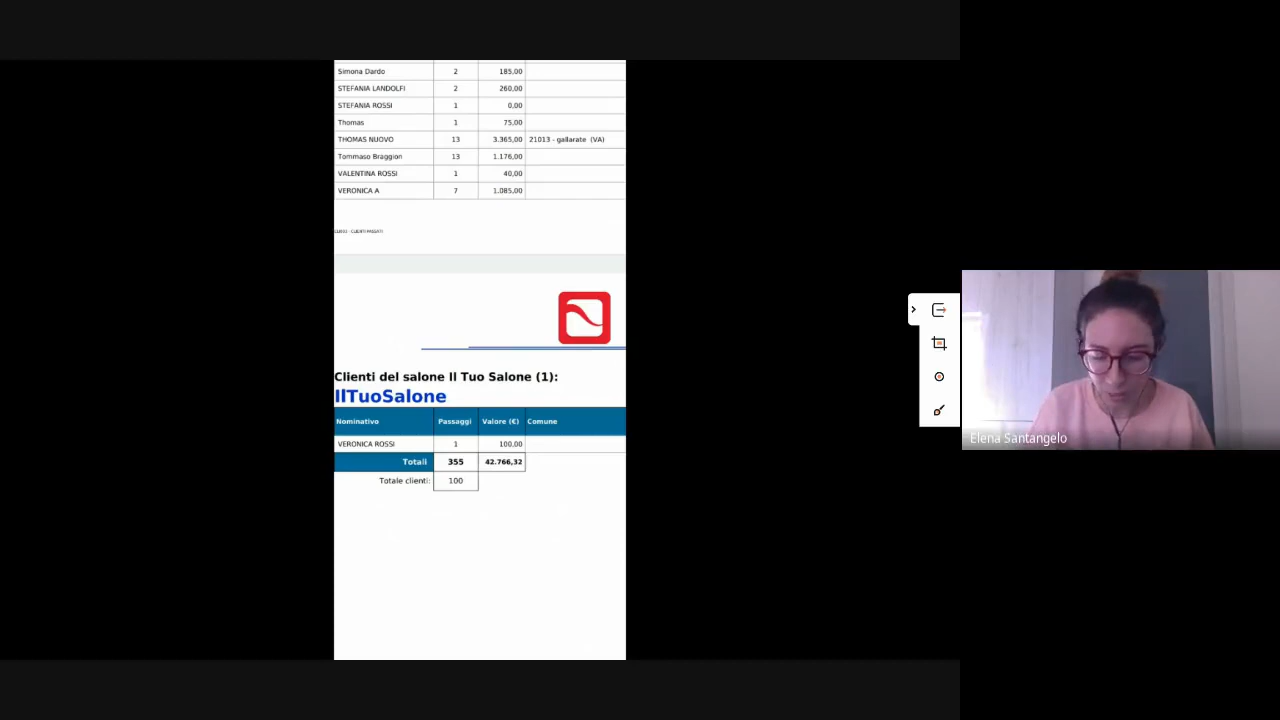 Simona Dardo 2 185,00
STEFANIA LANDOLFI 2 260,00
STEFANIA ROSSI 1 0,00
Thomas 1 75,00
THOMAS NUOVO 13 3.365,00 21013 - gallarate (VA)
Tommaso Braggion 13 1.176,00
VALENTINA ROSSI 1 40,00
VERONICA A 7 1.085,00
CLIENTI PASSATI
Clienti del salone Il Tuo Salone (1):
IlTuoSalone
Nominativo Passaggi Valore (€) Comune
VERONICA ROSSI 1 100,00
Totali 355 42.766,32
Totale clienti: 100
Elena Santangelo